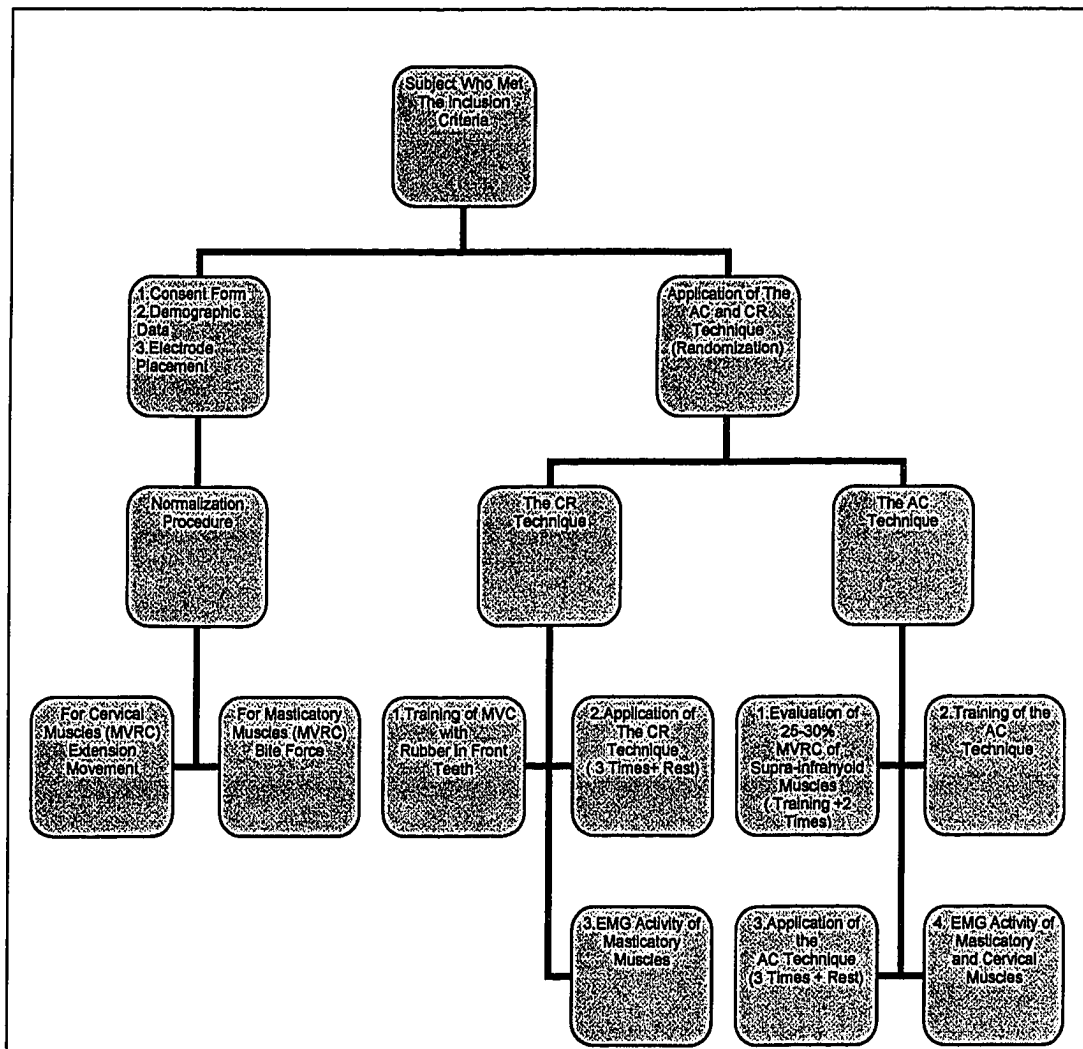 Subject Who Met
The Inclusion
Criteria
1.Consent Form
2.Demographic
Data
3.Electrode
Placement
Application of The
AC and CR
Technique
(Randomization)
Normalization
Procedure
The CR
Technique
The AC
Technique
For Cervical
Muscles (MVRC)
Extension
Movement
For Masticatory
Muscles (MVRC)
Bite Force
1.Training of MVC
with
Rubber in Front
Teeth
2.Application of
The CR
Technique
( 3 Times+ Rest)
1.Evaluation of
25-30%
MVRC of
Supra-Infrahyoid
Muscles
( Training +2
Times)
2.Training of the
AC
Technique
3.EMG Activity of
Masticatory
Muscles
3.Application of
the
AC Technique
(3 Times + Rest)
4. EMG Activity of
Masticatory
and Cervical
Muscles